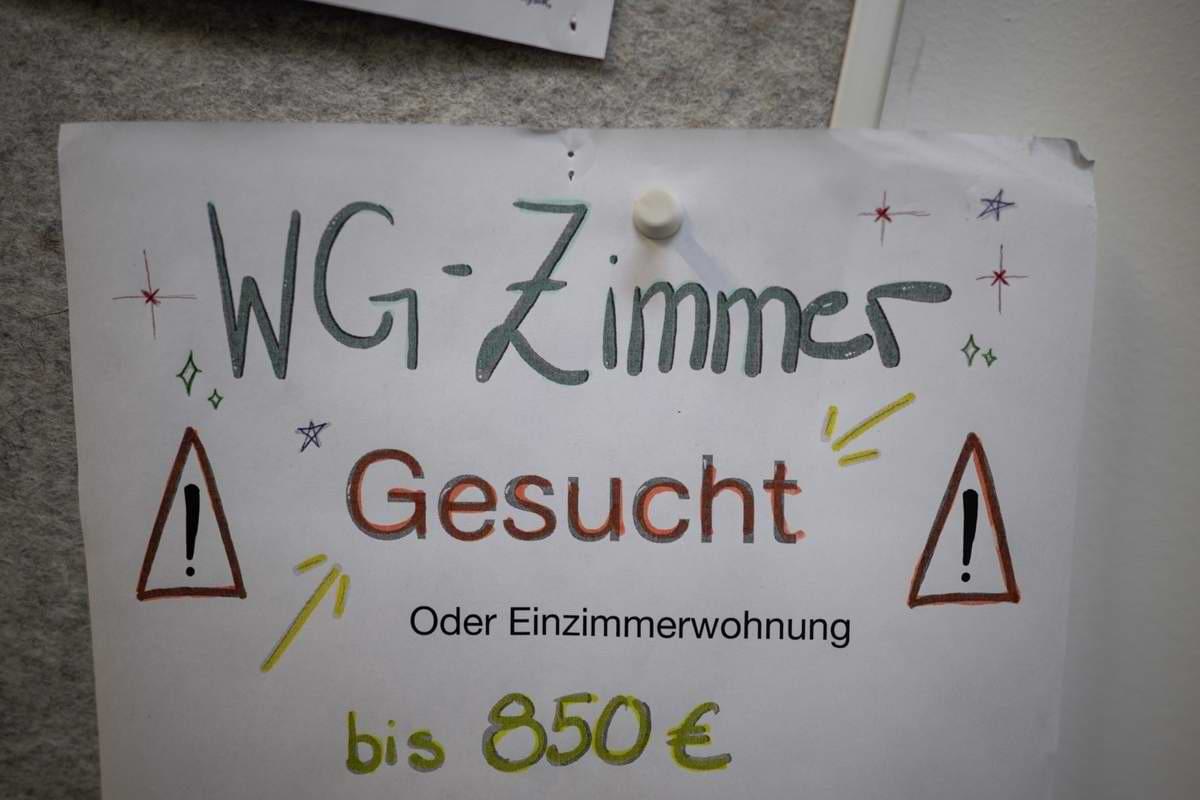 WG-Zimmer
Gesucht
! !
Oder Einzimmerwohnung
bis 850 €